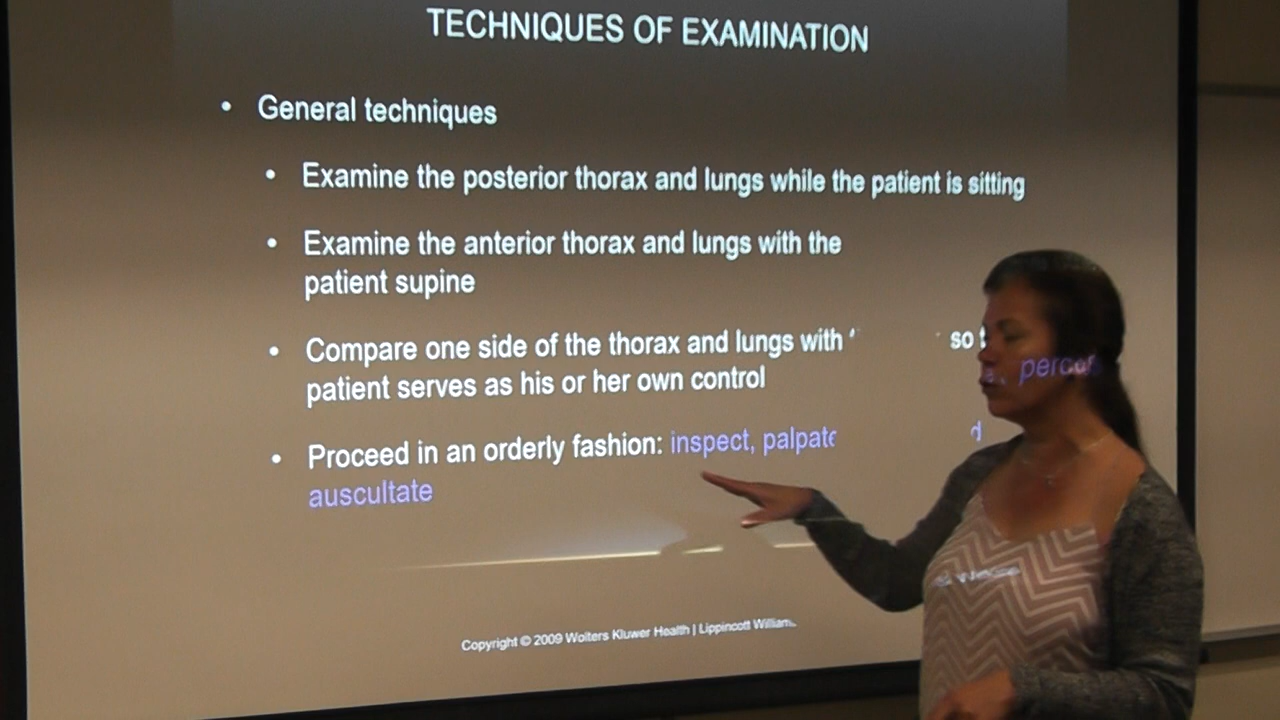 TECHNIQUES OF EXAMINATION
• General techniques
• Examine the posterior thorax and lungs while the patient is sitting
• Examine the anterior thorax and lungs with the
patient supine
• Compare one side of the thorax and lungs with so
patient serves as his or her own control
• Proceed in an orderly fashion: inspect, palpate
auscultate
Copyright © 2009 Wolters Kluwer Health | Lippincott William